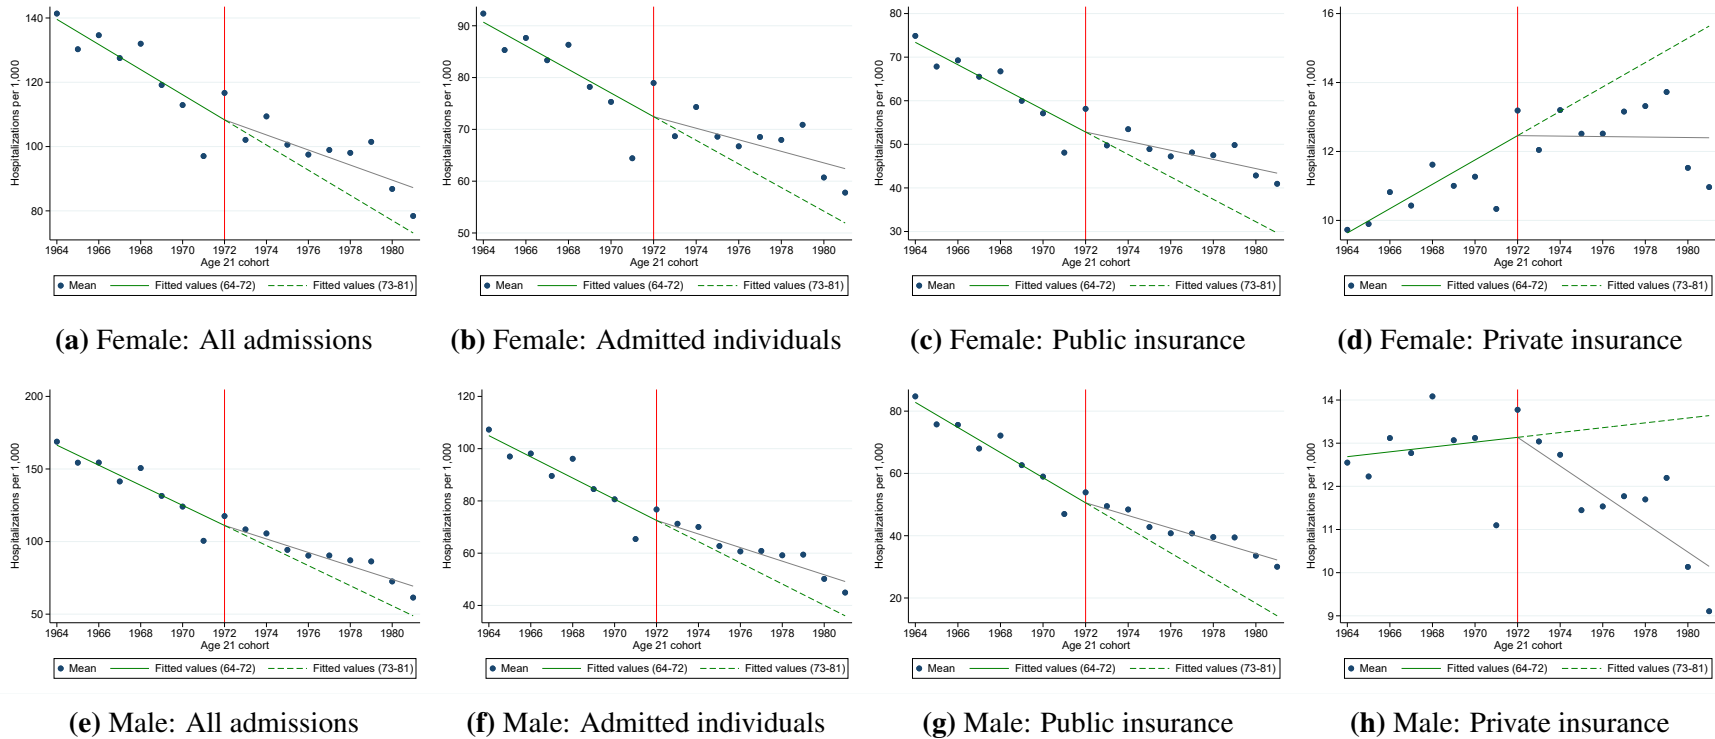 Hospitalizations per 1,000
140
120
100
80
1964 1966 1968 1970 1972 1974 1976 1978 1980
Age 21 cohort
Mean Fitted values (64-72) Fitted values (73-81)
(a) Female: All admissions
Hospitalizations per 1,000
90
80
70
60
50
1964 1966 1968 1970 1972 1974 1976 1978 1980
Age 21 cohort
Mean Fitted values (64-72) Fitted values (73-81)
(b) Female: Admitted individuals
Hospitalizations per 1,000
80
70
60
50
40
30
1964 1966 1968 1970 1972 1974 1976 1978 1980
Age 21 cohort
Mean Fitted values (64-72) Fitted values (73-81)
(c) Female: Public insurance
Hospitalizations per 1,000
16
14
12
10
1964 1966 1968 1970 1972 1974 1976 1978 1980
Age 21 cohort
Mean Fitted values (64-72) Fitted values (73-81)
(d) Female: Private insurance
Hospitalizations per 1,000
200
150
100
50
1964 1966 1968 1970 1972 1974 1976 1978 1980
Age 21 cohort
Mean Fitted values (64-72) Fitted values (73-81)
(e) Male: All admissions
Hospitalizations per 1,000
120
100
80
60
40
1964 1966 1968 1970 1972 1974 1976 1978 1980
Age 21 cohort
Mean Fitted values (64-72) Fitted values (73-81)
(f) Male: Admitted individuals
Hospitalizations per 1,000
80
60
40
20
1964 1966 1968 1970 1972 1974 1976 1978 1980
Age 21 cohort
Mean Fitted values (64-72) Fitted values (73-81)
(g) Male: Public insurance
Hospitalizations per 1,000
14
13
12
11
10
9
1964 1966 1968 1970 1972 1974 1976 1978 1980
Age 21 cohort
Mean Fitted values (64-72) Fitted values (73-81)
(h) Male: Private insurance